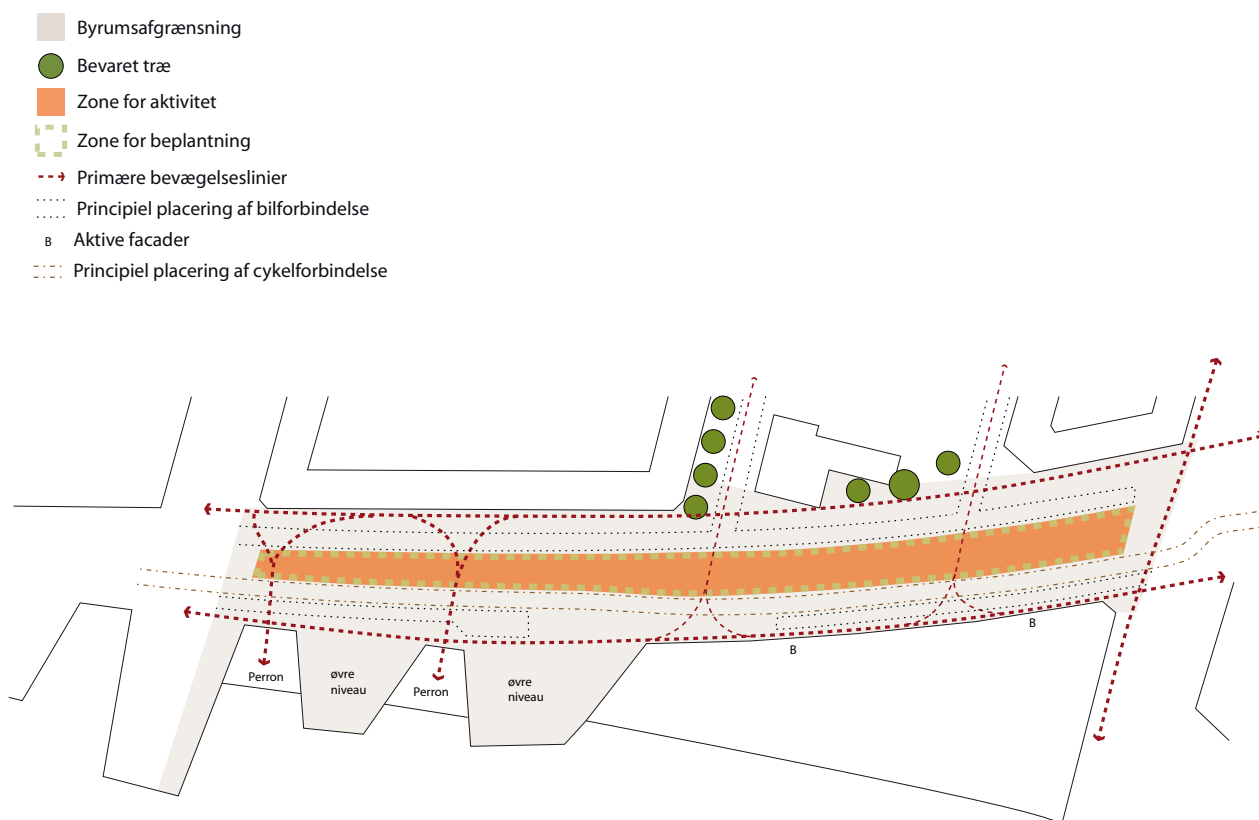 Byrumsafgrænsning
Bevaret træ
Zone for aktivitet
Zone for beplantning
Primære bevægelseslinier
Principiel placering af bilforbindelse
B Aktive facader
Principiel placering af cykelforbindelse
B
B
Perron
øvre
niveau
Perron
øvre
niveau